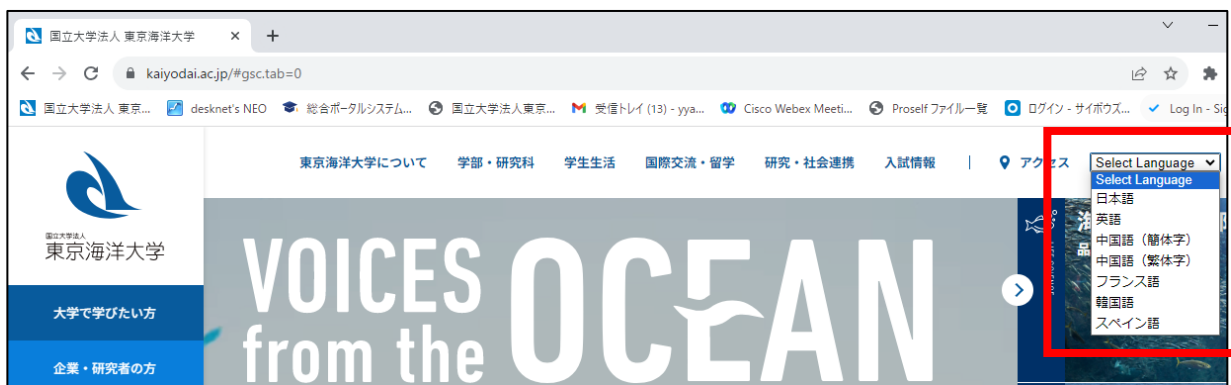 国立大学法人 東京海洋大学
kaiyodai.ac.jp/#gsc.tab=0
国立大学法人 東京... desknet's NEO 総合ポータルシステム... 国立大学法人東京... 受信トレイ (13) - yya... Cisco Webex Meeti... Proself ファイル一覧 ログイン - サイボウズ... Log In - Sig
東京海洋大学について 学部・研究科 学生生活 国際交流・留学 研究・社会連携 入試情報 | アクセス Select Language
Select Language
日本語
英語
中国語（簡体字）
中国語（繁体字）
フランス語
韓国語
スペイン語
国立大学法人
東京海洋大学
大学で学びたい方
企業・研究者の方
VOICES
from the
OCEAN